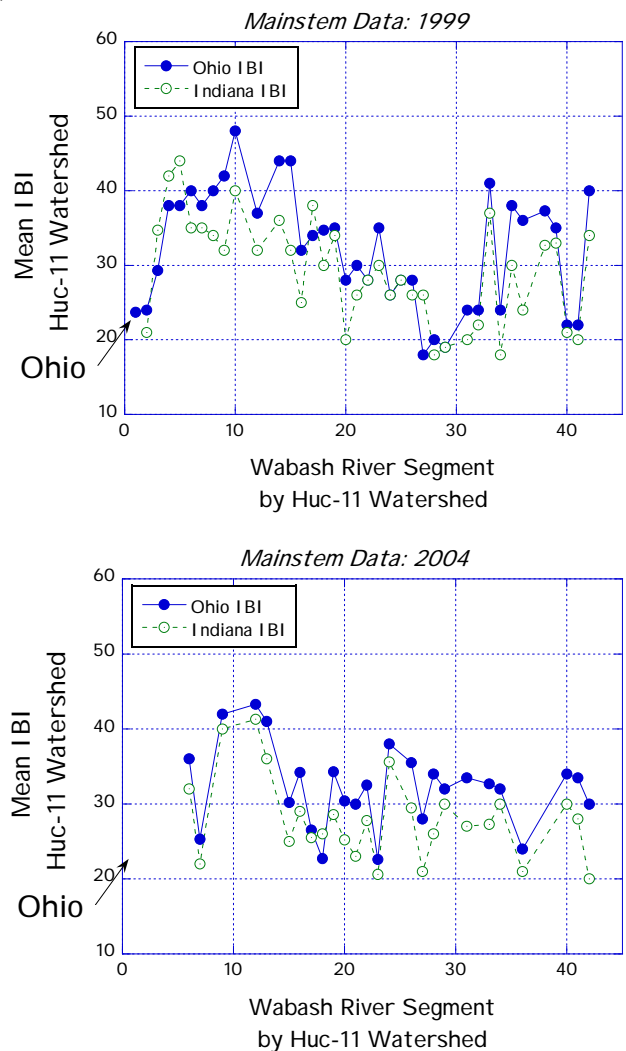 Mainstem Data: 1999
60
50
40
30
20
10
Mean IBI
Huc-11 Watershed
Ohio IBI
Indiana IBI
Ohio
0
10
20
30
40
Wabash River Segment
by Huc-11 Watershed
Mainstem Data: 2004
60
50
40
30
20
10
Mean IBI
Huc-11 Watershed
Ohio IBI
Indiana IBI
Ohio
0
10
20
30
40
Wabash River Segment
by Huc-11 Watershed